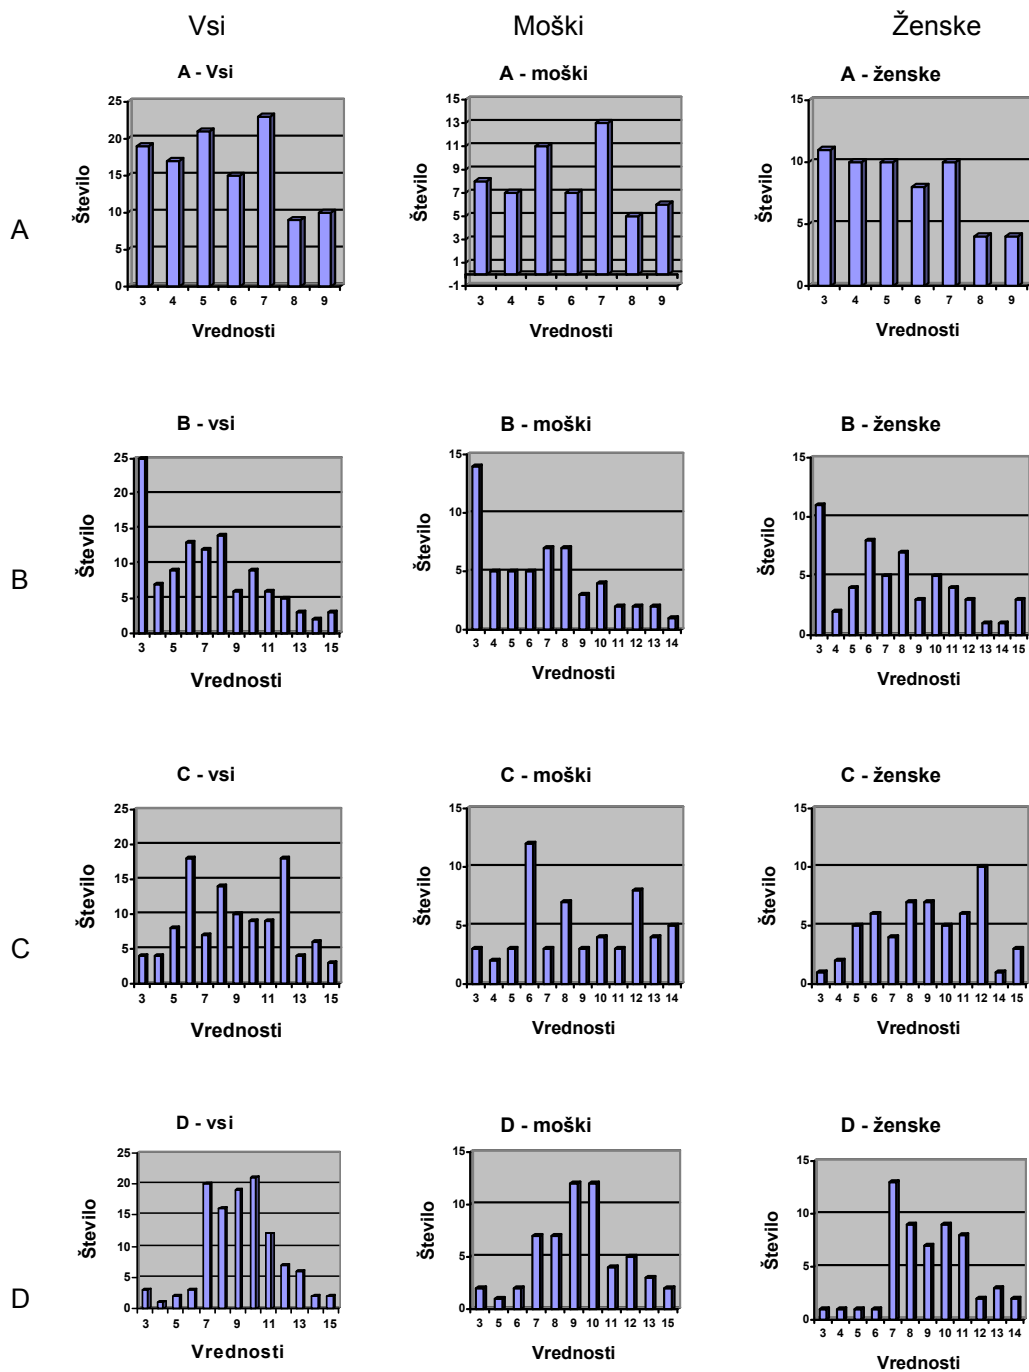 Vsi Moški Ženske
A
A - Vsi
Število
25
20
15
10
5
0
3 4 5 6 7 8 9
Vrednosti
A - moški
Število
15
13
11
9
7
5
3
1
-1
3 4 5 6 7 8 9
Vrednosti
A - ženske
Število
15
10
5
0
3 4 5 6 7 8 9
Vrednosti
B
B - vsi
Število
25
20
15
10
5
0
3 5 7 9 11 13 15
Vrednosti
B - moški
Število
15
10
5
0
3 4 5 6 7 8 9 10 11 12 13 14
Vrednosti
B - ženske
Število
15
10
5
0
3 4 5 6 7 8 9 10 11 12 13 14 15
Vrednosti
C
C - vsi
Število
25
20
15
10
5
0
3 5 7 9 11 13 15
Vrednosti
C - moški
Število
15
10
5
0
3 4 5 6 7 8 9 10 11 12 13 14
Vrednosti
C - ženske
Število
15
10
5
0
3 4 5 6 7 8 9 10 11 12 14 15
Vrednosti
D
D - vsi
Število
25
20
15
10
5
0
3 5 7 9 11 13 15
Vrednosti
D - moški
Število
15
10
5
0
3 4 5 6 7 8 9 10 11 12 13 15
Vrednosti
D - ženske
Število
15
10
5
0
3 4 5 6 7 8 9 10 11 12 13 14
Vrednosti